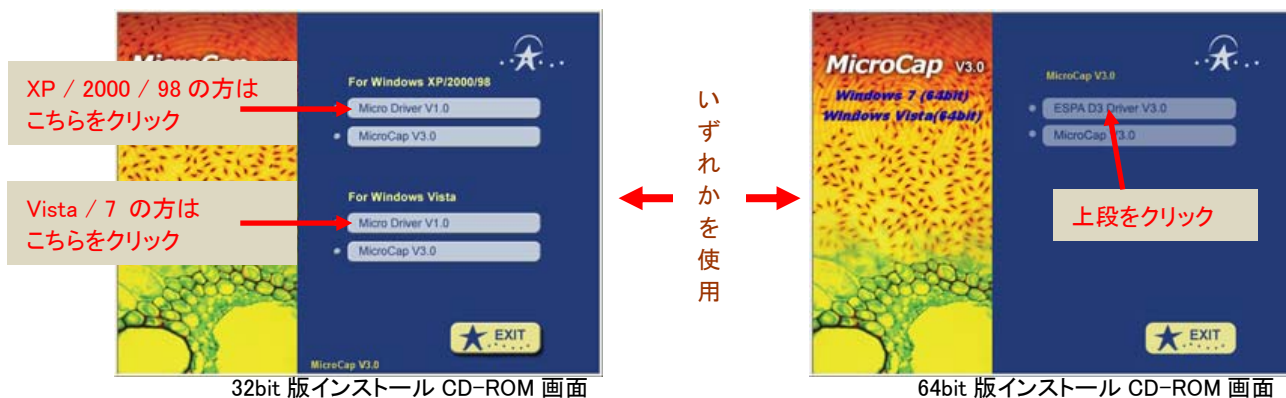 XP / 2000 / 98 の方は
こちらをクリック
Vista / 7 の方は
こちらをクリック
For Windows XP/2000/98
Micro Driver V1.0
MicroCap V3.0
For Windows Vista
Micro Driver V1.0
MicroCap V3.0
EXIT
MicroCap V3.0
32bit 版インストール CD-ROM 画面
いずれかを使用
MicroCap V3.0
Windows 7 (64bit)
Windows Vista(64bit)
MicroCap V3.0
ESPA D3 Driver V3.0
MicroCap V3.0
上段をクリック
EXIT
64bit 版インストール CD-ROM 画面